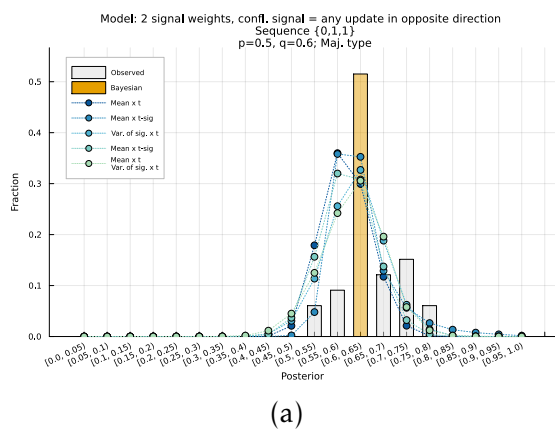 Model: 2 signal weights, confl. signal = any update in opposite direction
Sequence {0,1,1}
p=0.5, q=0.6; Maj. type
Observed
Bayesian
Mean x t
Mean x t-sig
Var. of sig. x t
Mean x t-sig
Mean x t
Var. of sig. x t
Fraction
0.5
0.4
0.3
0.2
0.1
0.0
[0.0, 0.05)
[0.05, 0.1)
[0.1, 0.15)
[0.15, 0.2)
[0.2, 0.25)
[0.25, 0.3)
[0.3, 0.35)
[0.35, 0.4)
[0.4, 0.45)
[0.45, 0.5)
[0.5, 0.55)
[0.55, 0.6)
[0.6, 0.65)
[0.65, 0.7)
[0.7, 0.75)
[0.75, 0.8)
[0.8, 0.85)
[0.85, 0.9)
[0.9, 0.95)
[0.95, 1.0)
Posterior
(a)